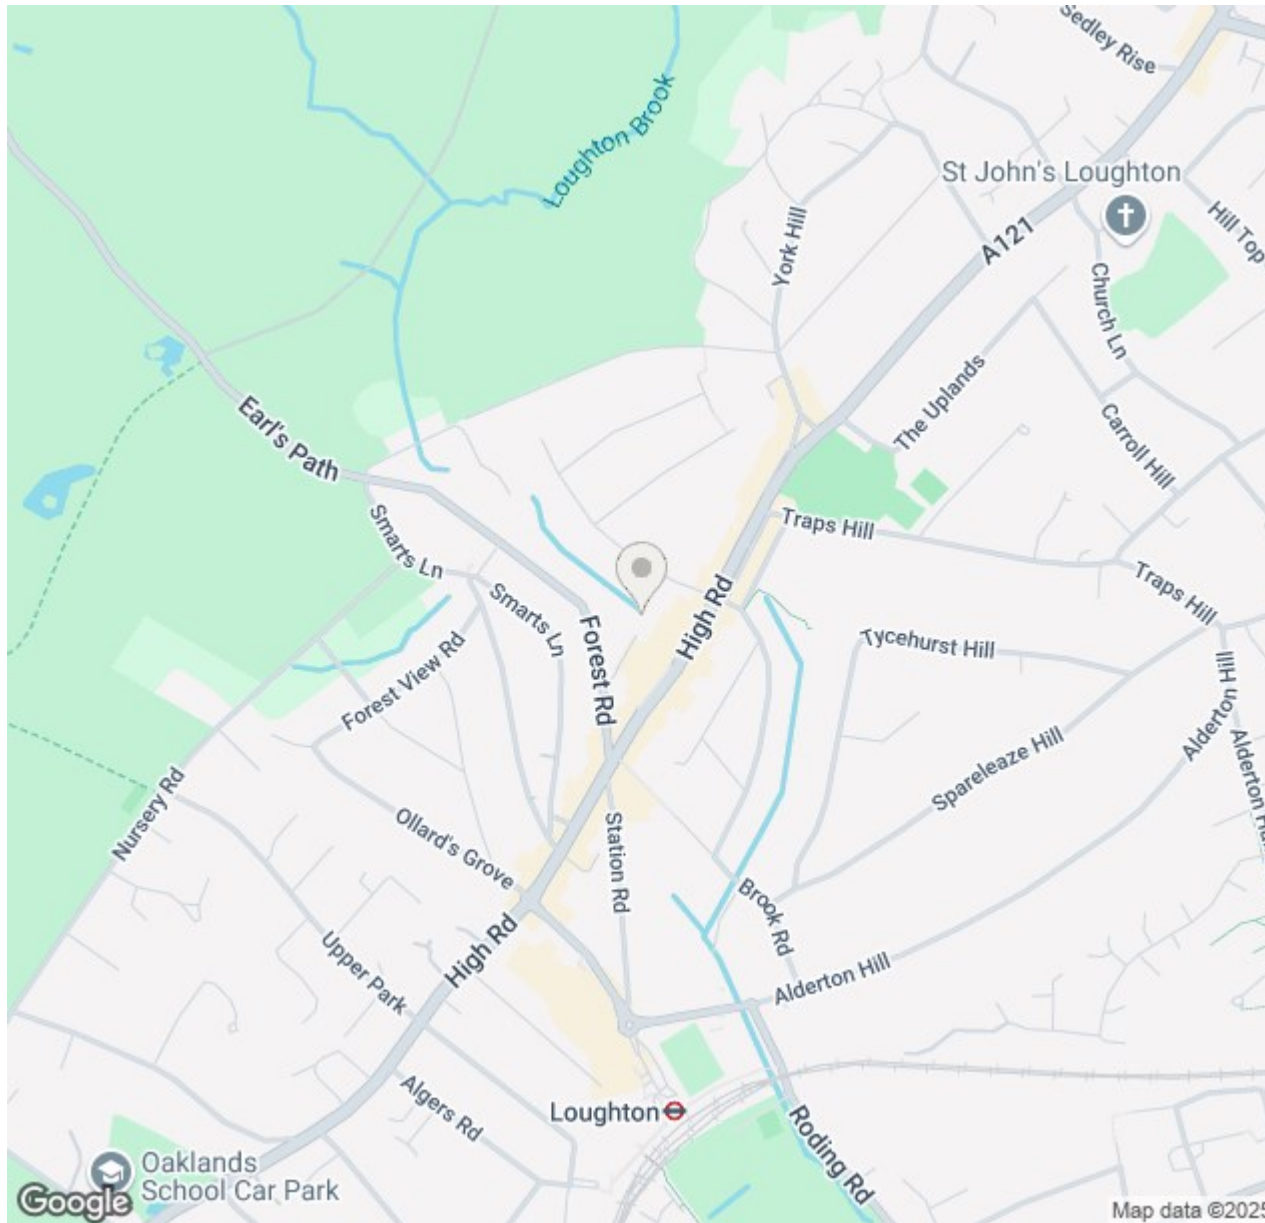 Sedley Rise
Loughton Brook
St John's Loughton
Hill Top
York Hill
A121
Church Ln
Earl's Path
The Uplands
Carroll Hill
Smarts Ln
Traps Hill
Traps Hill
Smarts Ln
High Rd
Tycehurst Hill
Forest Rd
Forest View Rd
Alderton Hill
Spareleaze Hill
Nursery Rd
Ollard's Grove
Station Rd
Brook Rd
High Rd
Upper Park
Alderton Hill
Algers Rd
Loughton
Roding Rd
Oaklands
School Car Park
Google
Map data ©2025